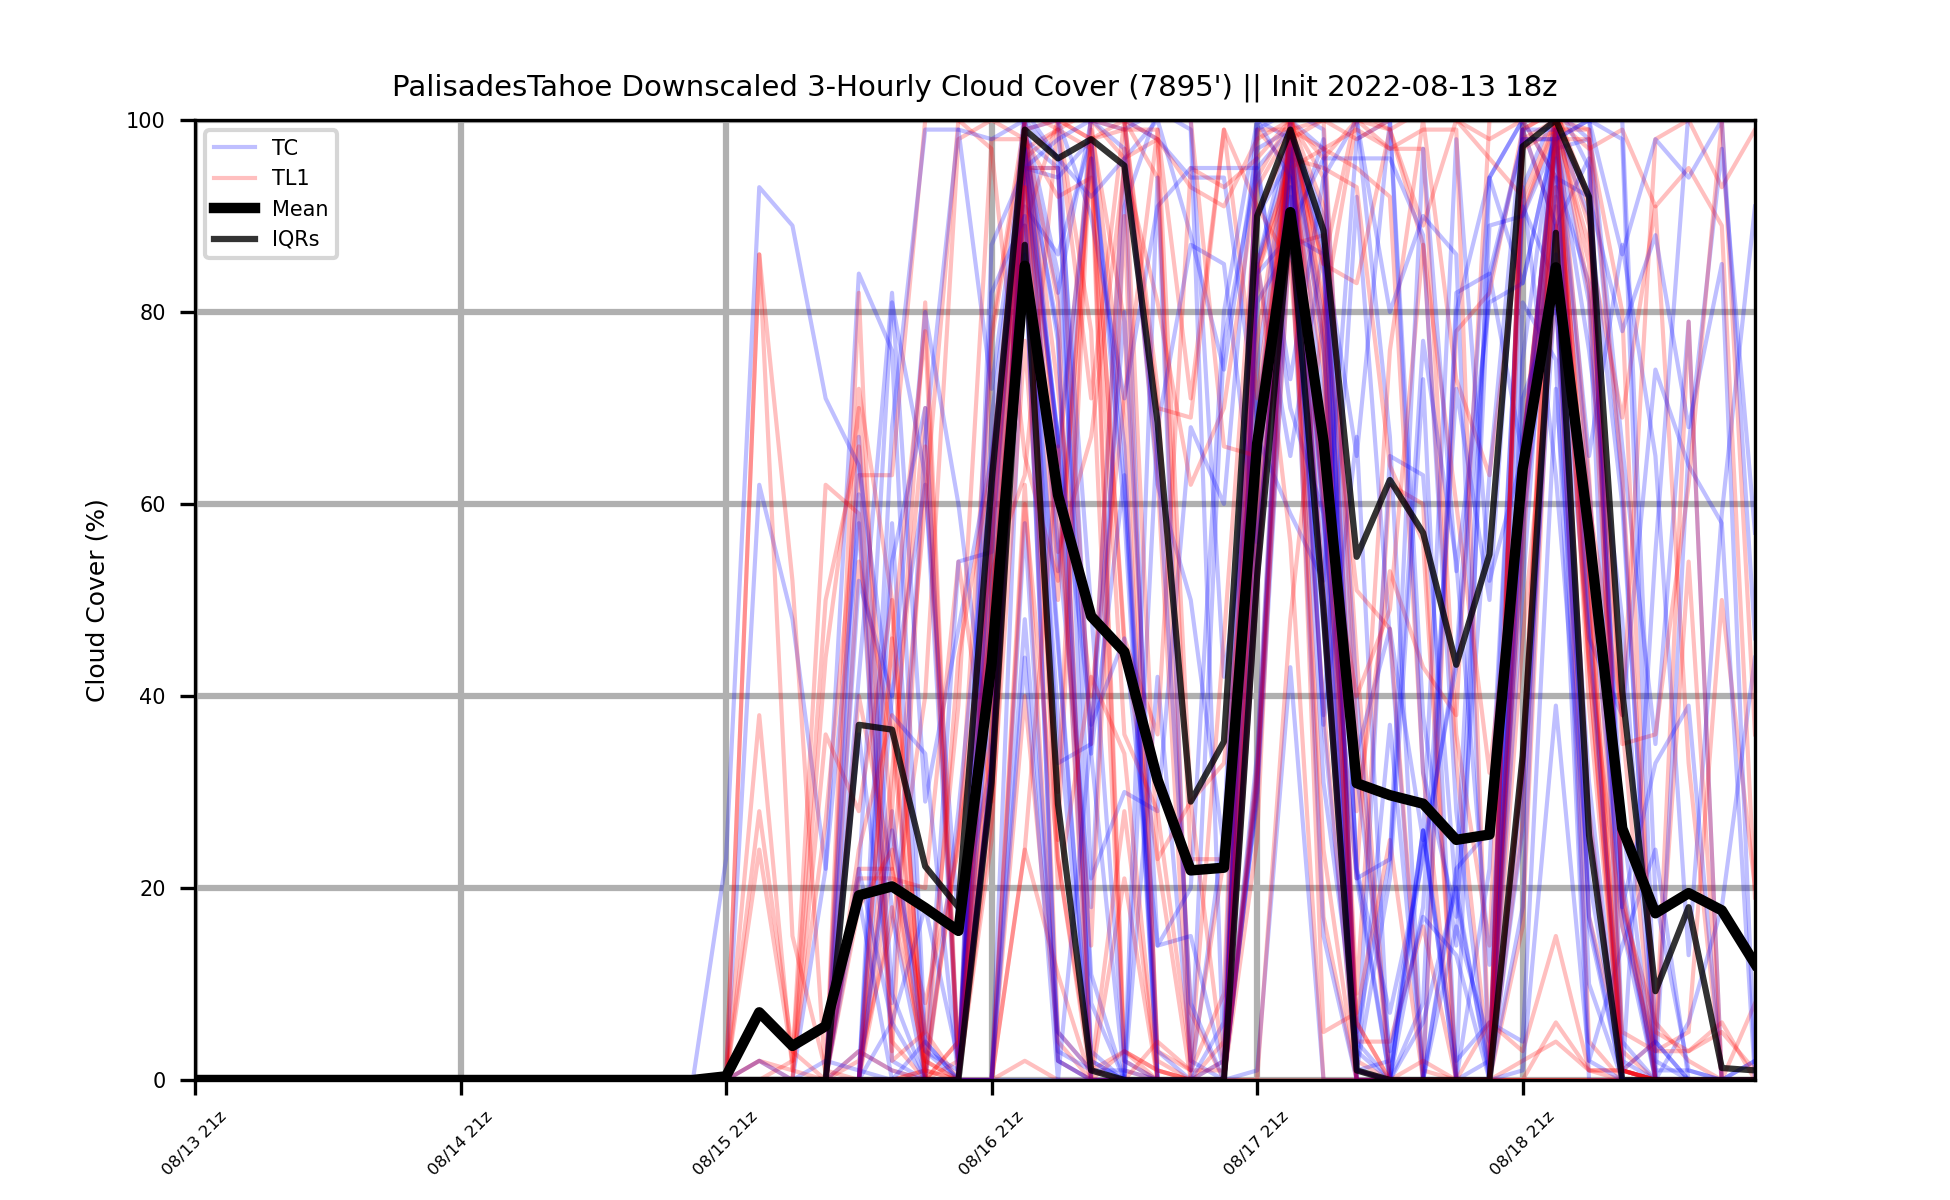 PalisadesTahoe Downscaled 3-Hourly Cloud Cover (7895') || Init 2022-08-13 18z
TC
TL1
Mean
IQRs
Cloud Cover (%)
100
80
60
40
20
0
08/13 21z
08/14 21z
08/15 21z
08/16 21z
08/17 21z
08/18 21z